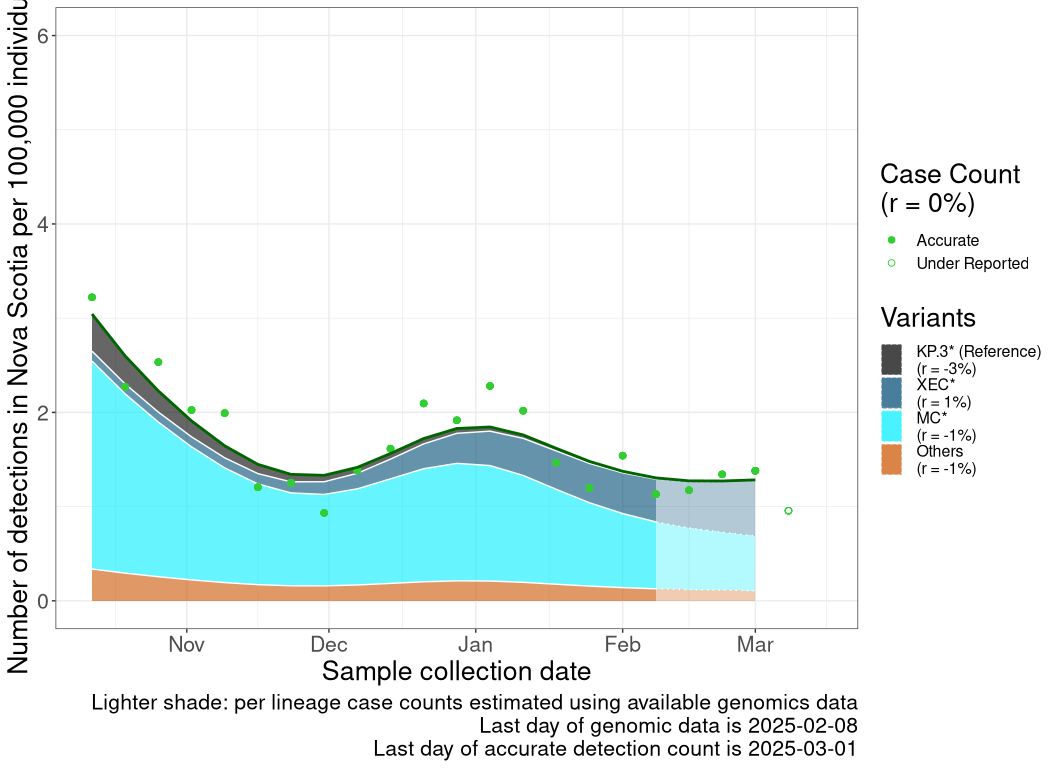 Number of detections in Nova Scotia per 100,000 individu
6
4
2
0
Nov
Dec
Jan
Feb
Mar
Sample collection date
Lighter shade: per lineage case counts estimated using available genomics data
Last day of genomic data is 2025-02-08
Last day of accurate detection count is 2025-03-01
Case Count
(r = 0%)
Accurate
Under Reported
Variants
KP.3* (Reference)
(r = -3%)
XEC*
(r = 1%)
MC*
(r = -1%)
Others
(r = -1%)